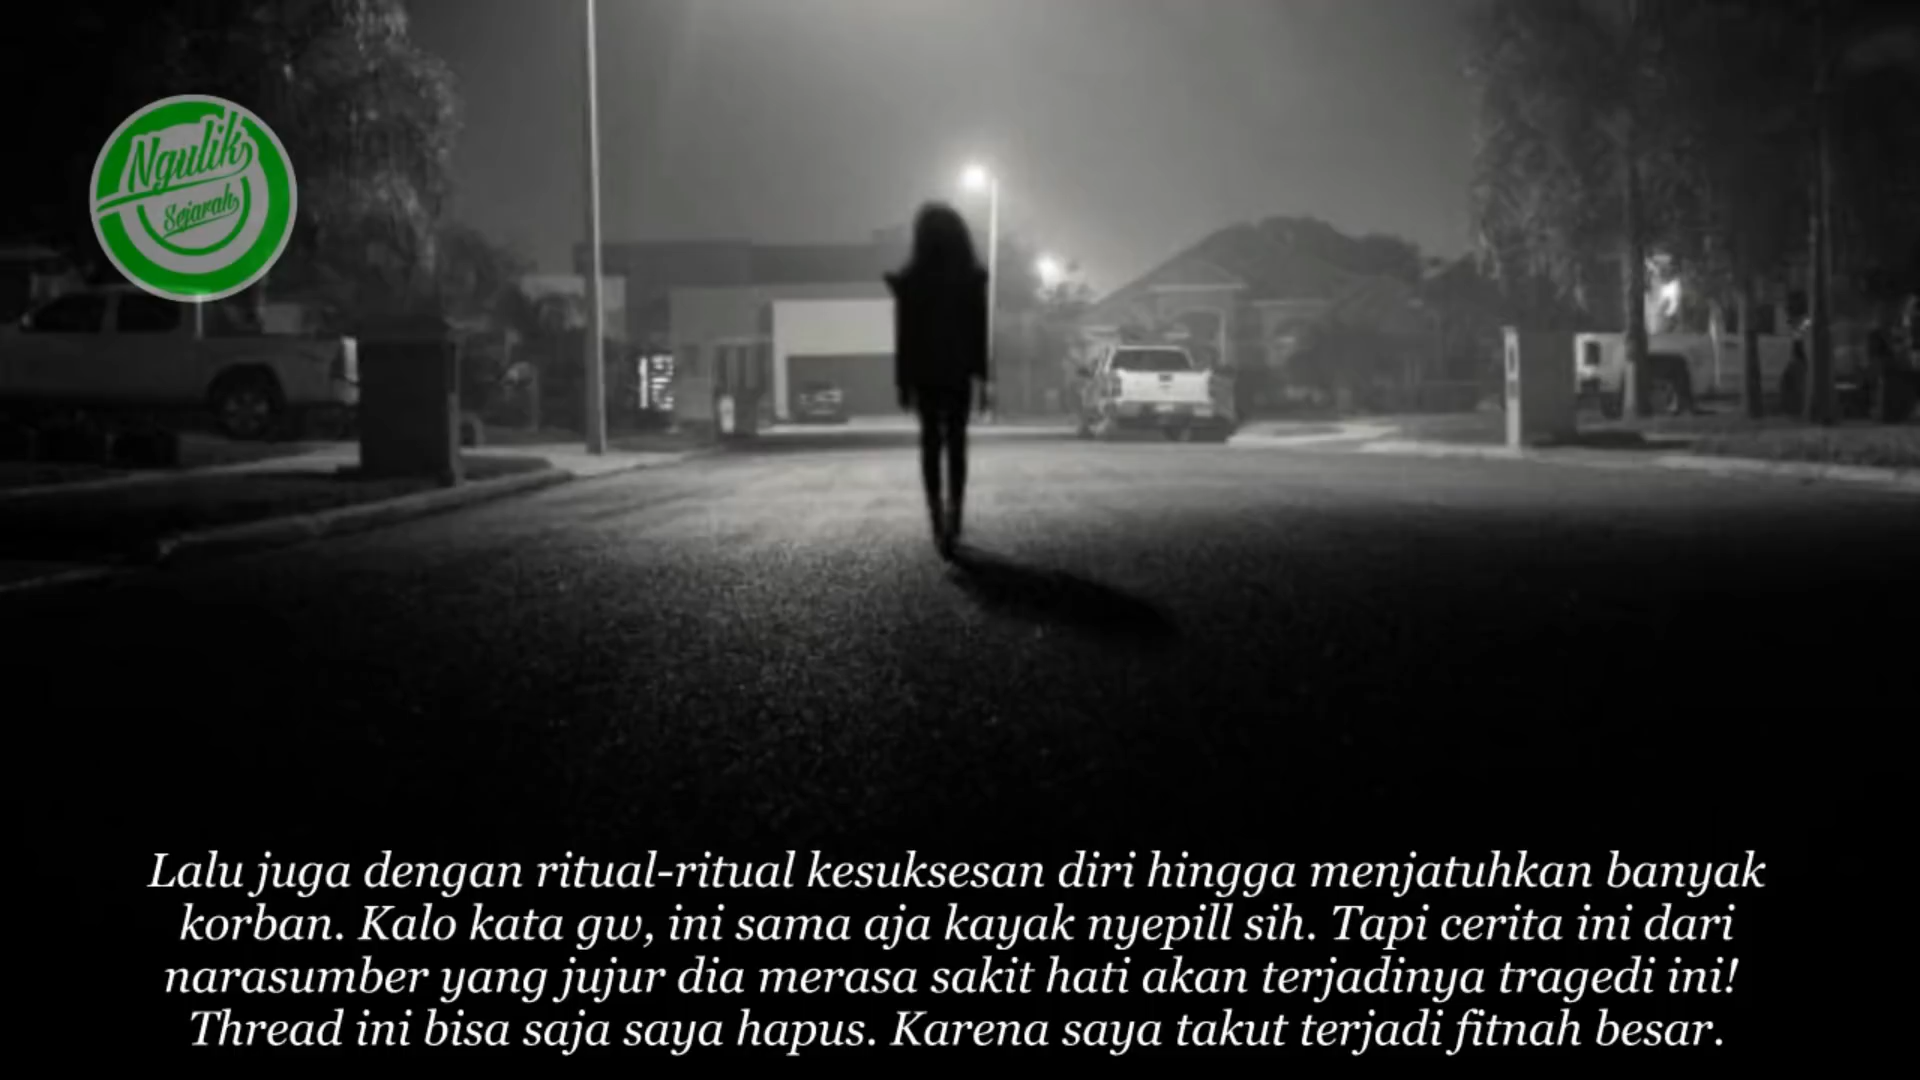 Ngulik
Sejarah
Lalu juga dengan ritual-ritual kesuksesan diri hingga menjatuhkan banyak
korban. Kalo kata gw, ini sama aja kayak nyepill sih. Tapi cerita ini dari
narasumber yang jujur dia merasa sakit hati akan terjadinya tragedi ini!
Thread ini bisa saja saya hapus. Karena saya takut terjadi fitnah besar.